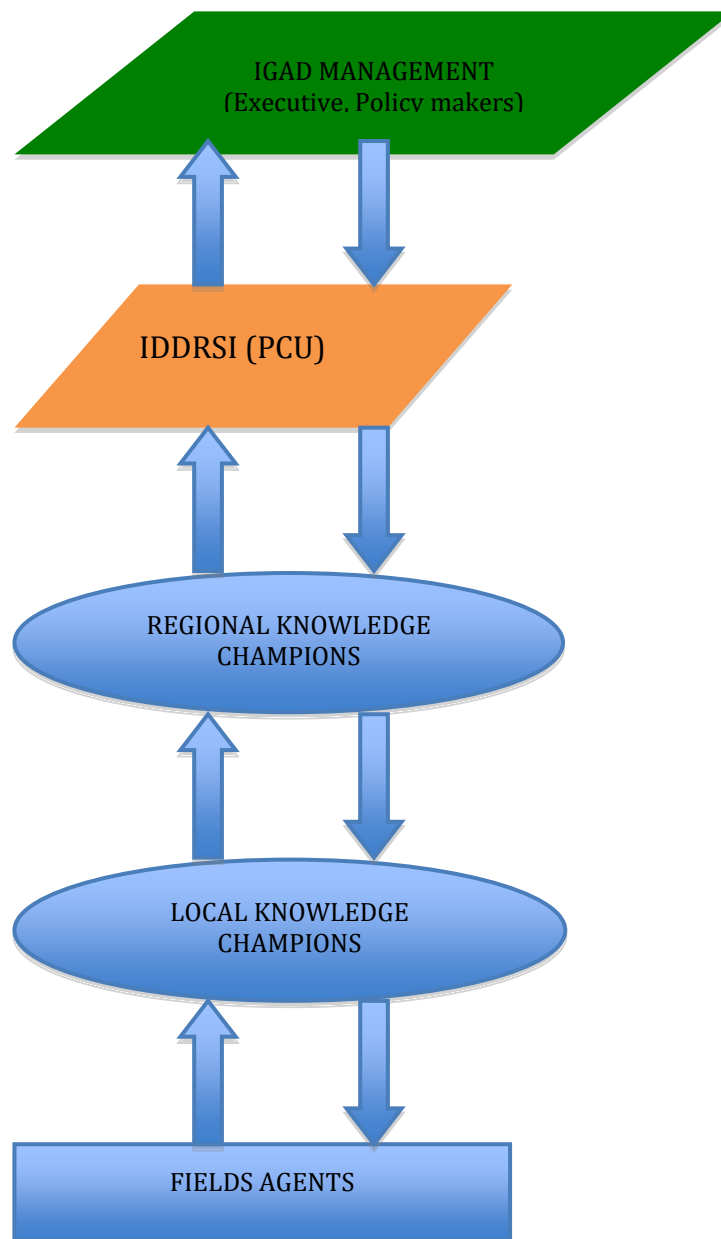 IGAD MANAGEMENT
(Executive, Policy makers)
IDDRSI (PCU)
REGIONAL KNOWLEDGE
CHAMPIONS
LOCAL KNOWLEDGE
CHAMPIONS
FIELDS AGENTS